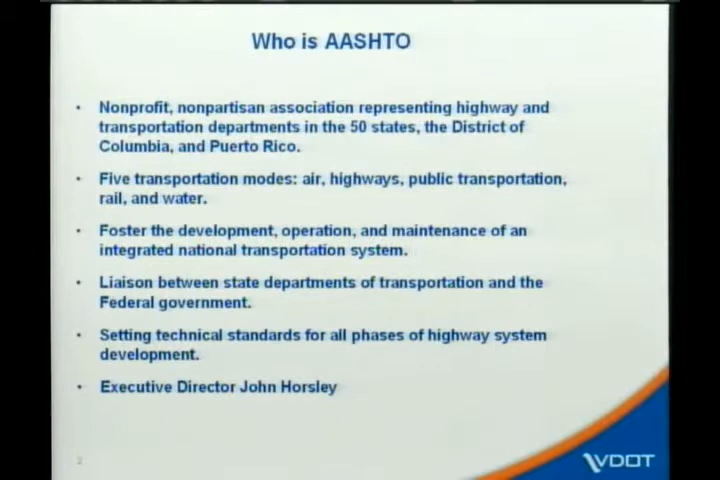 Who is AASHTO
• Nonprofit, nonpartisan association representing highway and
transportation departments in the 50 states, the District of
Columbia, and Puerto Rico.
• Five transportation modes: air, highways, public transportation,
rail, and water.
• Foster the development, operation, and maintenance of an
integrated national transportation system.
• Liaison between state departments of transportation and the
Federal government.
• Setting technical standards for all phases of highway system
development.
• Executive Director John Horsley
2
VDOT